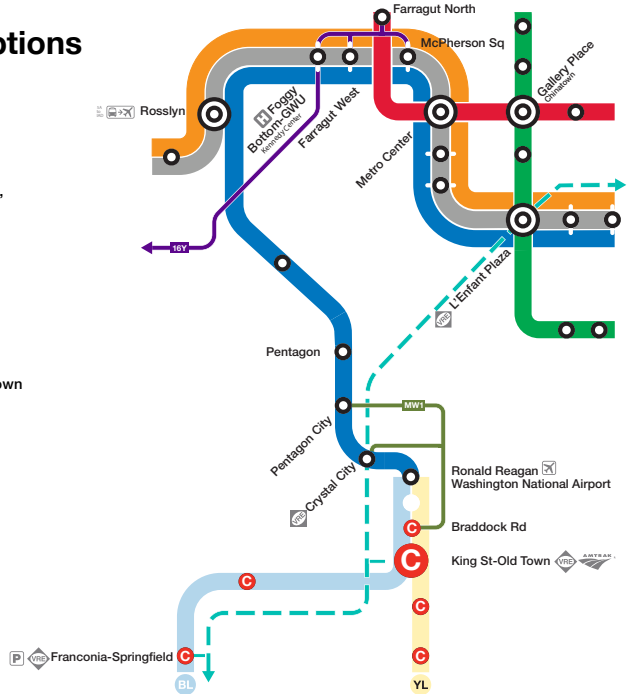 ptions
Farragut North
McPherson Sq
Gallery Place
Chinatown
Rosslyn
H Foggy
Bottom-GWU
Kennedy Center
Farragut West
Metro Center
,
16Y
L'Enfant Plaza
VRE
Pentagon
own
MW1
Pentagon City
Crystal City
VRE
Ronald Reagan
Washington National Airport
C Braddock Rd
C King St-Old Town VRE AMTRAK
C
C
P VRE Franconia-Springfield C
C
BL
YL